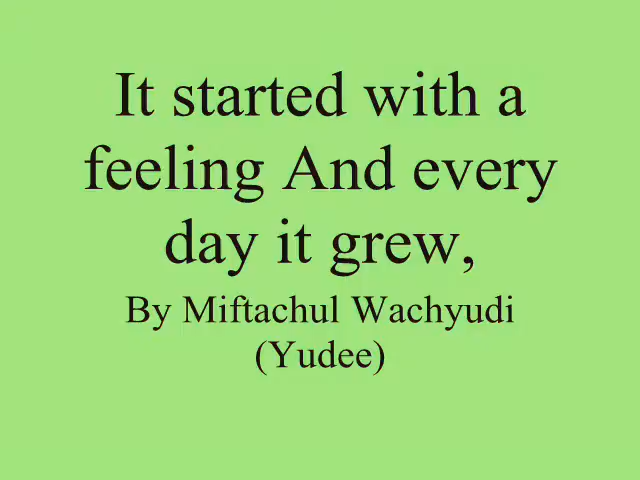 It started with a
feeling And every
day it grew,
By Miftachul Wachyudi
(Yudee)